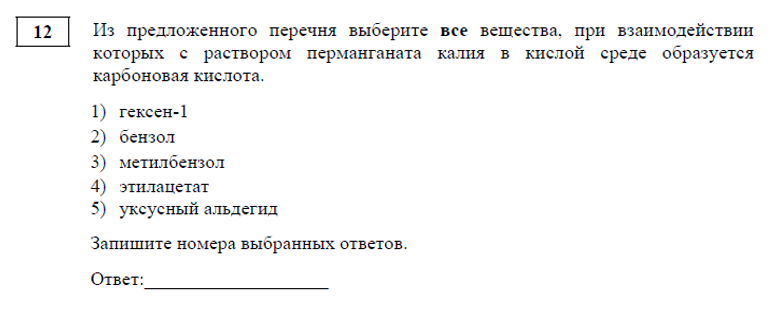 12 Из предложенного перечня выберите все вещества, при взаимодействии
которых с раствором перманганата калия в кислой среде образуется
карбоновая кислота.
1) гексен-1
2) бензол
3) метилбензол
4) этилацетат
5) уксусный альдегид
Запишите номера выбранных ответов.
Ответ:____________________